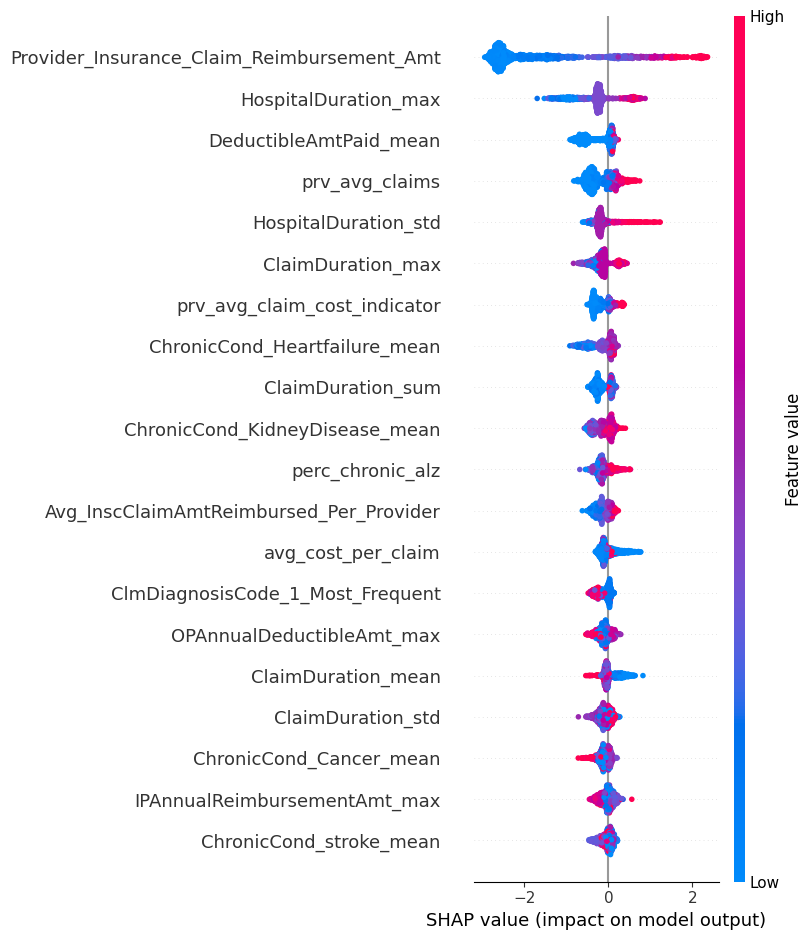 High
Provider_Insurance_Claim_Reimbursement_Amt
HospitalDuration_max
DeductibleAmtPaid_mean
prv_avg_claims
HospitalDuration_std
ClaimDuration_max
prv_avg_claim_cost_indicator
ChronicCond_Heartfailure_mean
ClaimDuration_sum
ChronicCond_KidneyDisease_mean
perc_chronic_alz
Avg_InscClaimAmtReimbursed_Per_Provider
avg_cost_per_claim
ClmDiagnosisCode_1_Most_Frequent
OPAnnualDeductibleAmt_max
ClaimDuration_mean
ClaimDuration_std
ChronicCond_Cancer_mean
IPAnnualReimbursementAmt_max
ChronicCond_stroke_mean
Feature value
Low
−2 0 2
SHAP value (impact on model output)